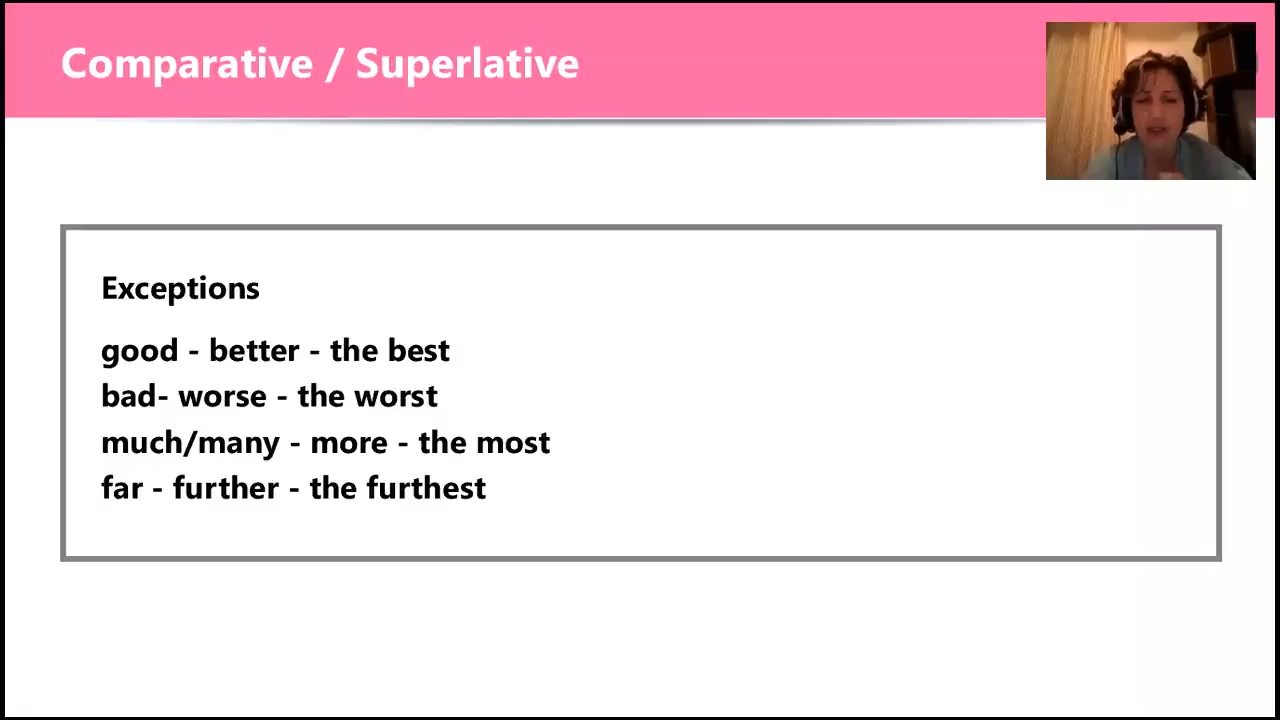 Comparative / Superlative
Exceptions
good - better - the best
bad- worse - the worst
much/many - more - the most
far - further - the furthest